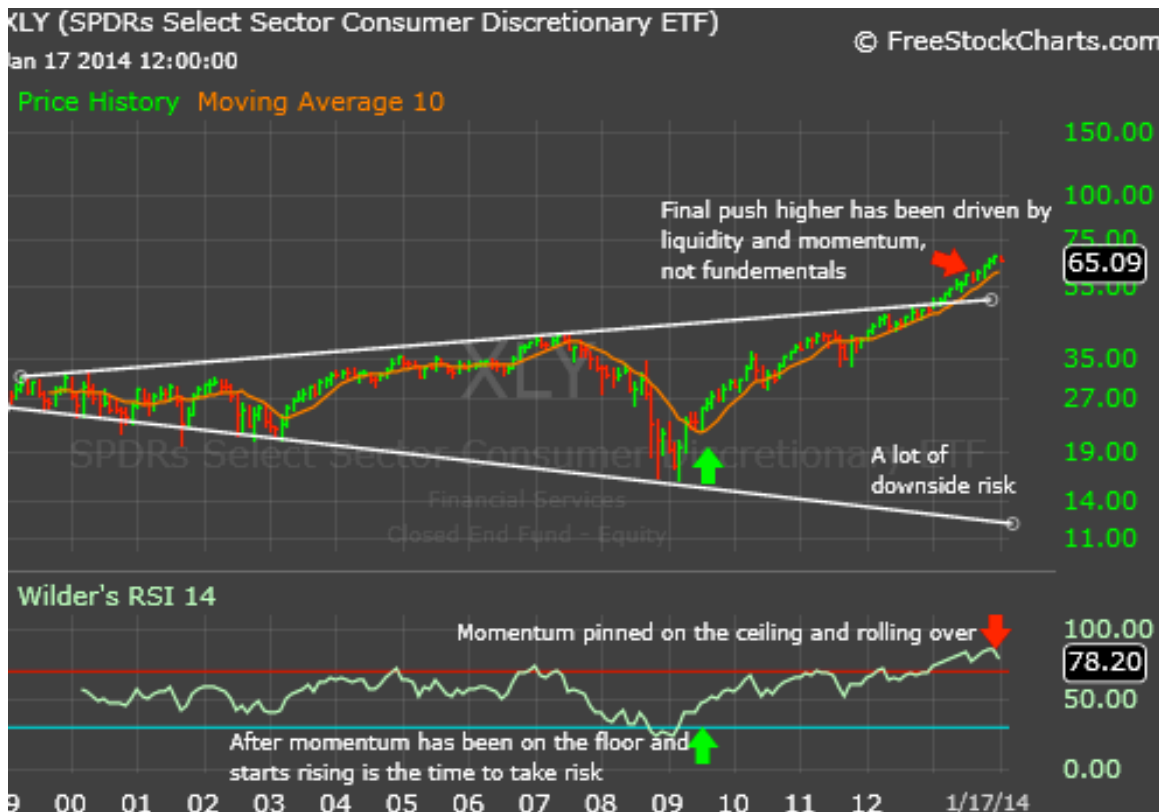 XLY (SPDRs Select Sector Consumer Discretionary ETF)
© FreeStockCharts.com
Jan 17 2014 12:00:00
Price History Moving Average 10
150.00
100.00
Final push higher has been driven by
liquidity and momentum,
not fundementals
75.00
65.09
55.00
35.00
27.00
19.00
14.00
11.00
XLY
SPDRs Select Sector Consumer Discretionary ETF
Financial Services
Closed End Fund - Equity
A lot of
downside risk
Wilder's RSI 14
Momentum pinned on the ceiling and rolling over
100.00
78.20
50.00
0.00
After momentum has been on the floor and
starts rising is the time to take risk
9 00 01 02 03 04 05 06 07 08 09 10 11 12 1/17/14